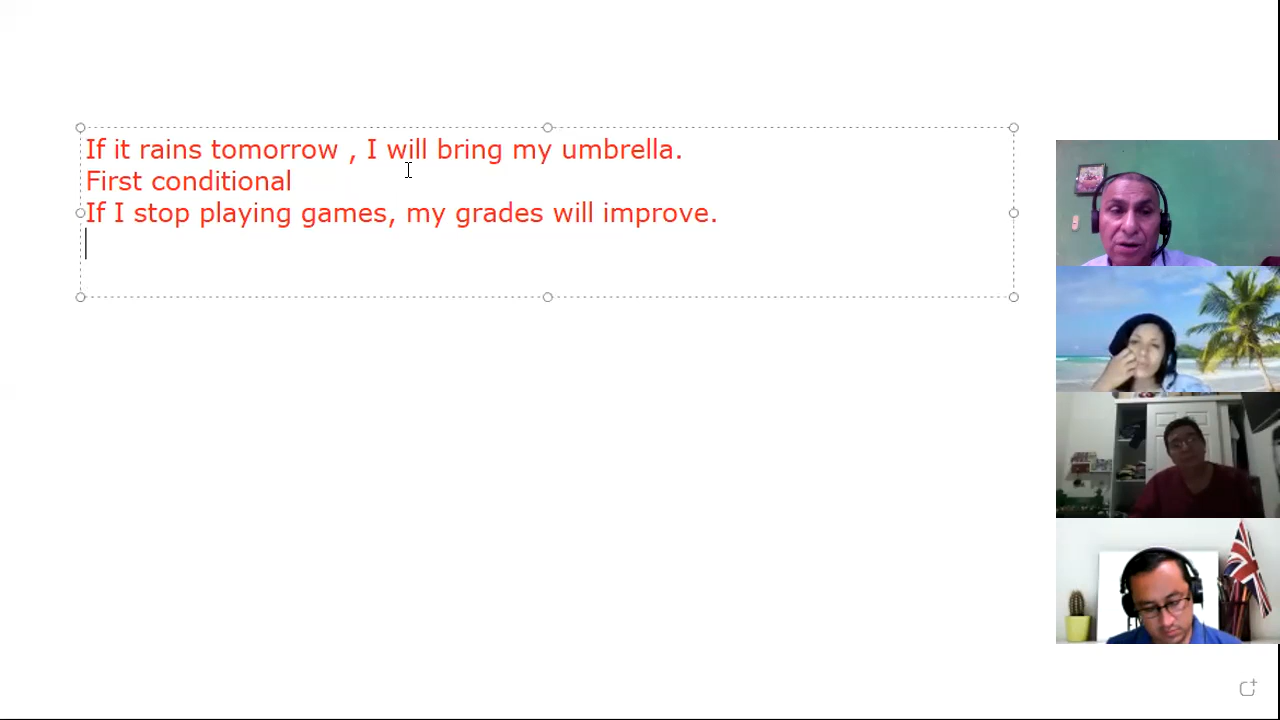 If it rains tomorrow , I will bring my umbrella.
First conditional
If I stop playing games, my grades will improve.